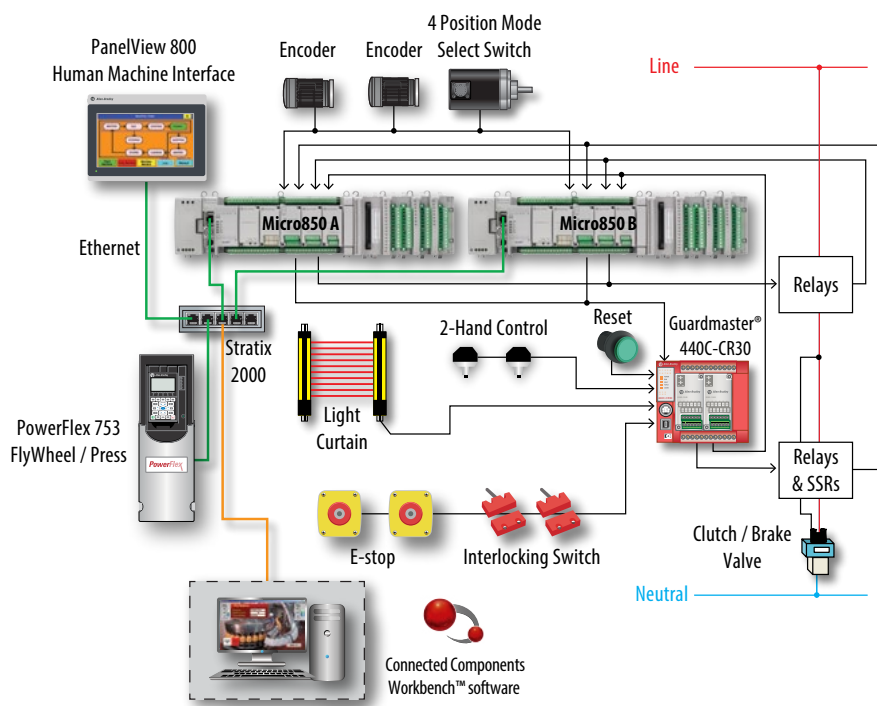 PanelView 800
Human Machine Interface
Encoder
Encoder
4 Position Mode
Select Switch
Line
Ethernet
Micro850 A
Micro850 B
Relays
Stratix
2000
2-Hand Control
Reset
Guardmaster®
440C-CR30
Light
Curtain
PowerFlex 753
FlyWheel / Press
PowerFlex
Relays
& SSRs
E-stop
Interlocking Switch
Clutch / Brake
Valve
Neutral
Connected Components
Workbench™ software